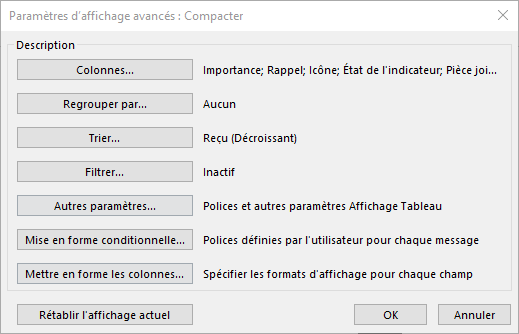 Paramètres d'affichage avancés : Compacter
Description
Colonnes... Importance; Rappel; Icône; État de l'indicateur; Pièce joi...
Regrouper par... Aucun
Trier... Reçu (Décroissant)
Filtrer... Inactif
Autres paramètres... Polices et autres paramètres Affichage Tableau
Mise en forme conditionnelle... Polices définies par l'utilisateur pour chaque message
Mettre en forme les colonnes... Spécifier les formats d'affichage pour chaque champ
Rétablir l'affichage actuel OK Annuler